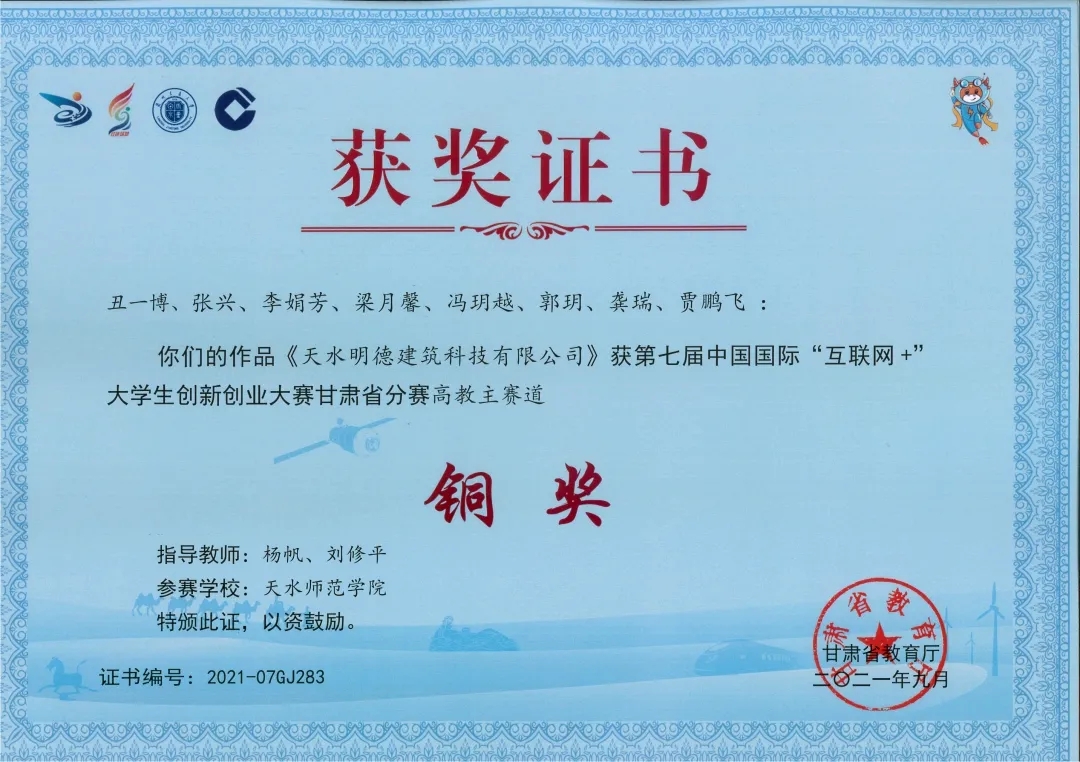 获奖证书
丑一博、张兴、李娟芳、梁月馨、冯玥越、郭玥、龚瑞、贾鹏飞 :
你们的作品《天水明德建筑科技有限公司》获第七届中国国际“互联网+”
大学生创新创业大赛甘肃省分赛高教主赛道
铜 奖
指导教师：杨帆、刘修平
参赛学校：天水师范学院
特颁此证，以资鼓励。
甘肃省教育厅
甘肃省教育厅
二〇二一年九月
证书编号：2021-07GJ283